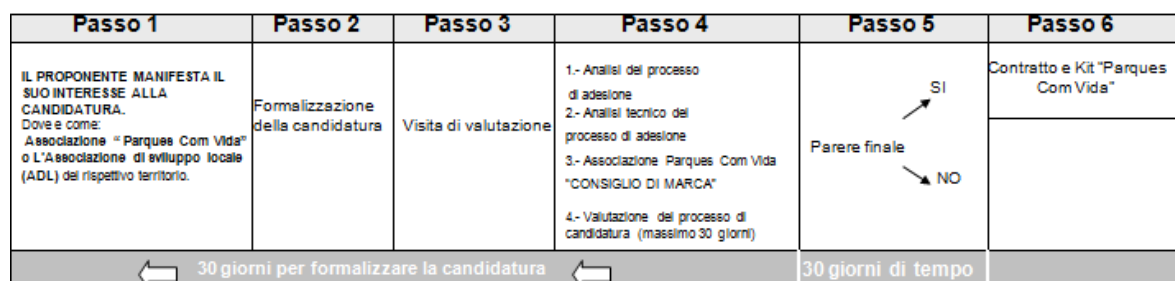 Passo 1
Passo 2
Passo 3
Passo 4
Passo 5
Passo 6
IL PROPONENTE MANIFESTA IL
SUO INTERESSE ALLA
CANDIDATURA.
Dove e come:
Associazione “ Parques Com Vida”
o L'Associazione di sviluppo locale
(ADL) del rispettivo territorio.
Formalizzazione
della candidatura
Visita di valutazione
1.- Analisi del processo
di adesione
2.- Analisi tecnico del
processo di adesione
3.- Associazione Parques Com Vida
"CONSIGLIO DI MARCA"
4.- Valutazione del processo di
candidatura (massimo 30 giorni)
Parere finale
SI
NO
Contratto e Kit "Parques
Com Vida"
30 giorni per formalizzare la candidatura
30 giorni di tempo